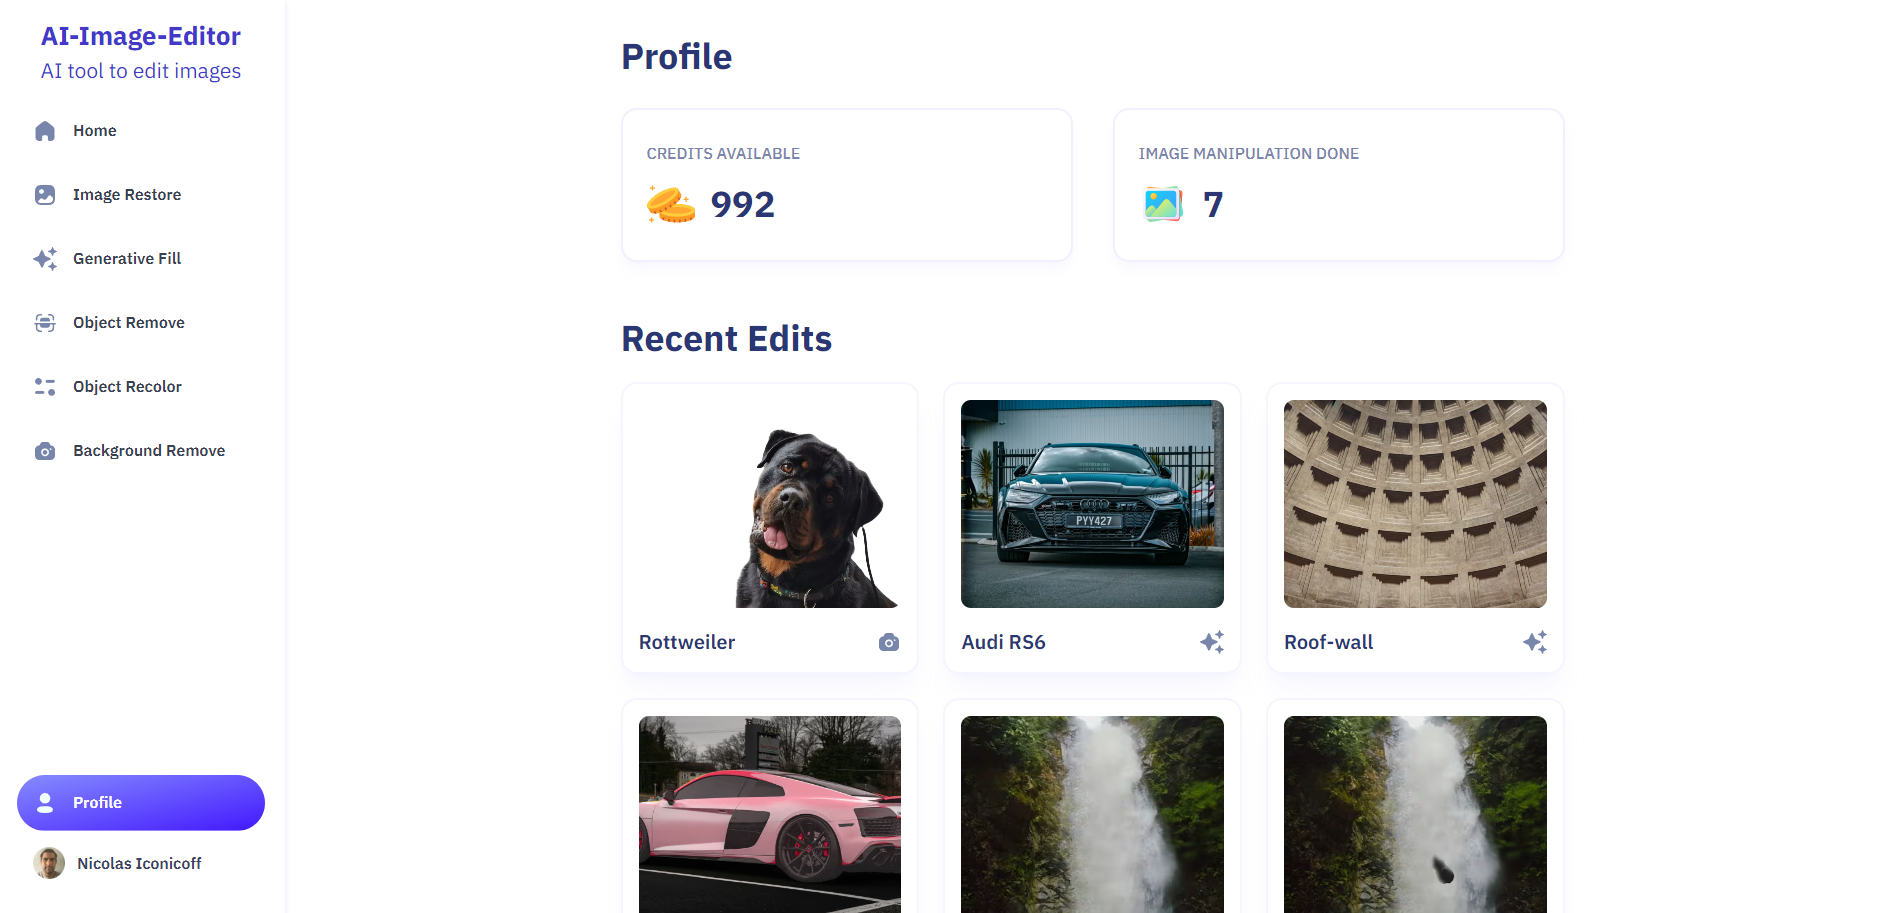 AI-Image-Editor
AI tool to edit images
Home
Image Restore
Generative Fill
Object Remove
Object Recolor
Background Remove
Profile
Nicolas Iconicoff
Profile
CREDITS AVAILABLE
992
IMAGE MANIPULATION DONE
7
Recent Edits
PYY427
Rottweiler
Audi RS6
Roof-wall